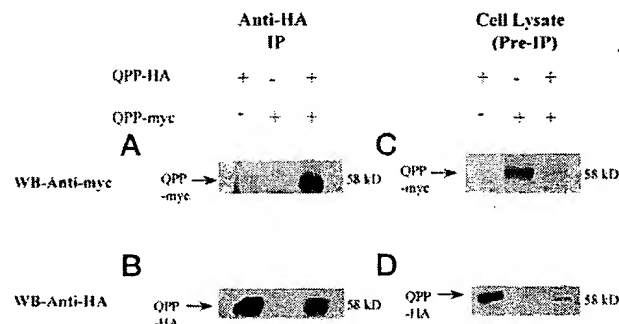 Anti-HA
IP
Cell Lysate
(Pre-IP)
QPP-HA + - + + - +
QPP-myc - + + - + +
A
C
WB-Anti-myc
QPP
-myc
58 kD
QPP
-myc
58 kD
B
D
WB-Anti-HA
QPP
-HA
58 kD
QPP
-HA
58 kD